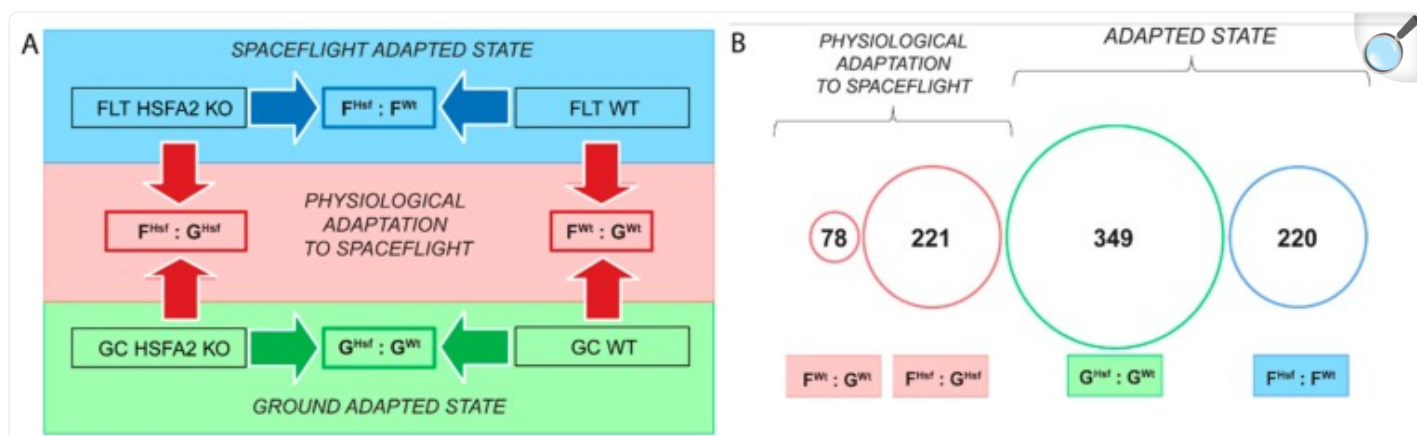 A
SPACEFLIGHT ADAPTED STATE
FLT HSFA2 KO
F^Hsf : F^Wt
FLT WT
F^Hsf : G^Hsf
PHYSIOLOGICAL
ADAPTATION
TO SPACEFLIGHT
F^Wt : G^Wt
GC HSFA2 KO
G^Hsf : G^Wt
GC WT
GROUND ADAPTED STATE
B
PHYSIOLOGICAL
ADAPTATION
TO SPACEFLIGHT
ADAPTED STATE
78
221
349
220
F^Wt : G^Wt
F^Hsf : G^Hsf
G^Hsf : G^Wt
F^Hsf : F^Wt